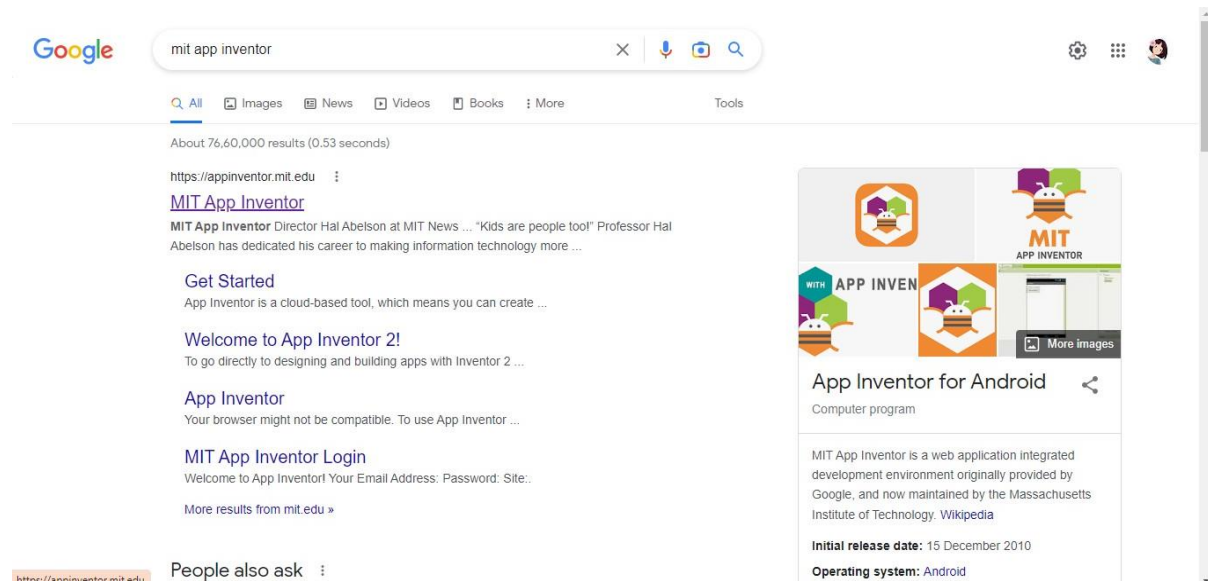 Google
mit app inventor
All Images News Videos Books More Tools
About 76,60,000 results (0.53 seconds)
https://appinventor.mit.edu
MIT App Inventor
MIT App Inventor Director Hal Abelson at MIT News ... “Kids are people too!” Professor Hal
Abelson has dedicated his career to making information technology more ...
Get Started
App Inventor is a cloud-based tool, which means you can create ...
Welcome to App Inventor 2!
To go directly to designing and building apps with Inventor 2 ...
App Inventor
Your browser might not be compatible. To use App Inventor ...
MIT App Inventor Login
Welcome to App Inventor! Your Email Address: Password: Site:.
More results from mit.edu »
People also ask
https://appinventor.mit.edu
MIT
APP INVENTOR
WITH APP INVEN
More images
App Inventor for Android
Computer program
MIT App Inventor is a web application integrated
development environment originally provided by
Google, and now maintained by the Massachusetts
Institute of Technology. Wikipedia
Initial release date: 15 December 2010
Operating system: Android